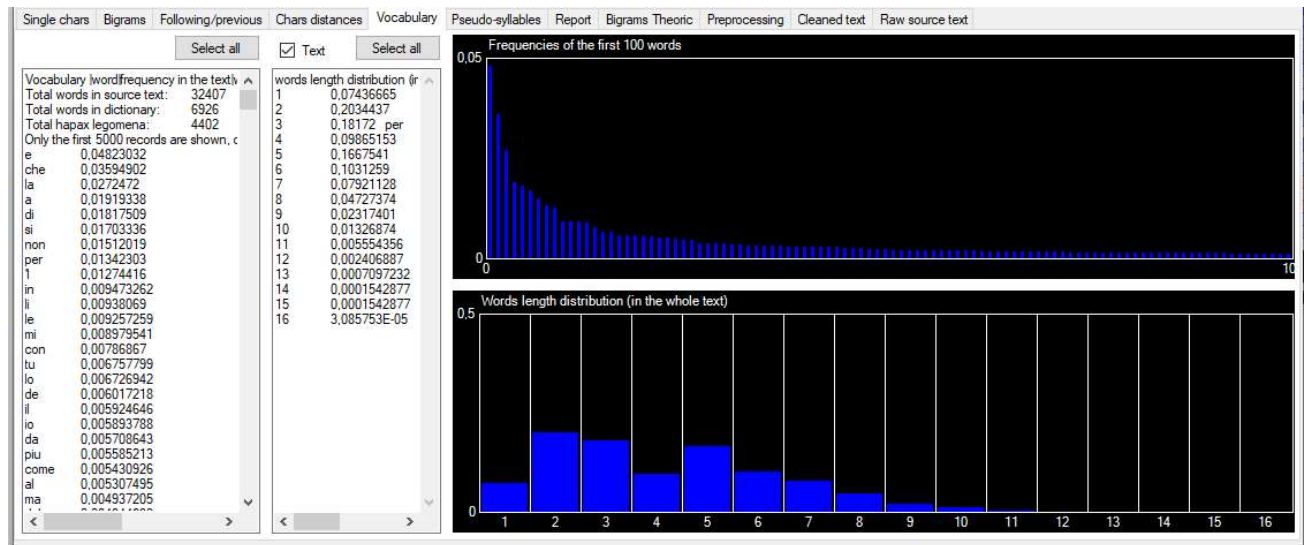 Single chars Bigrams Following/previous Chars distances Vocabulary Pseudo-syllables Report Bigrams Theoric Preprocessing Cleaned text Raw source text
Select all
Text
Select all
Vocabulary |word|frequency in the text|
Total words in source text: 32407
Total words in dictionary: 6926
Total hapax legomena: 4402
Only the first 5000 records are shown, c
e 0,04823032
che 0,03594902
la 0,0272472
a 0,01919338
di 0,01817509
si 0,01703336
non 0,01512019
per 0,01342303
1 0,01274416
in 0,009473262
li 0,00938069
le 0,009257259
mi 0,008979541
con 0,00786867
tu 0,006757799
lo 0,006726942
de 0,006017218
il 0,005924646
io 0,005893788
da 0,005708643
piu 0,005585213
come 0,005430926
al 0,005307495
ma 0,004937205
words length distribution (ir
1 0,07436665
2 0,2034437
3 0,18172 per
4 0,09865153
5 0,1667541
6 0,1031259
7 0,07921128
8 0,04727374
9 0,02317401
10 0,01326874
11 0,005554356
12 0,002406887
13 0,0007097232
14 0,0001542877
15 0,0001542877
16 3,085753E-05
Frequencies of the first 100 words
0,05
0
0 10
Words length distribution (in the whole text)
0,5
0
1 2 3 4 5 6 7 8 9 10 11 12 13 14 15 16